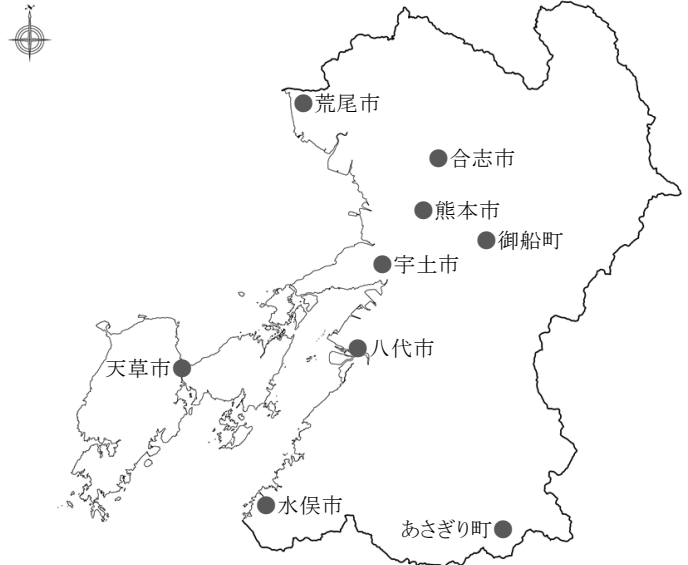 荒尾市
合志市
熊本市
御船町
宇土市
八代市
天草市
水俣市
あさぎり町